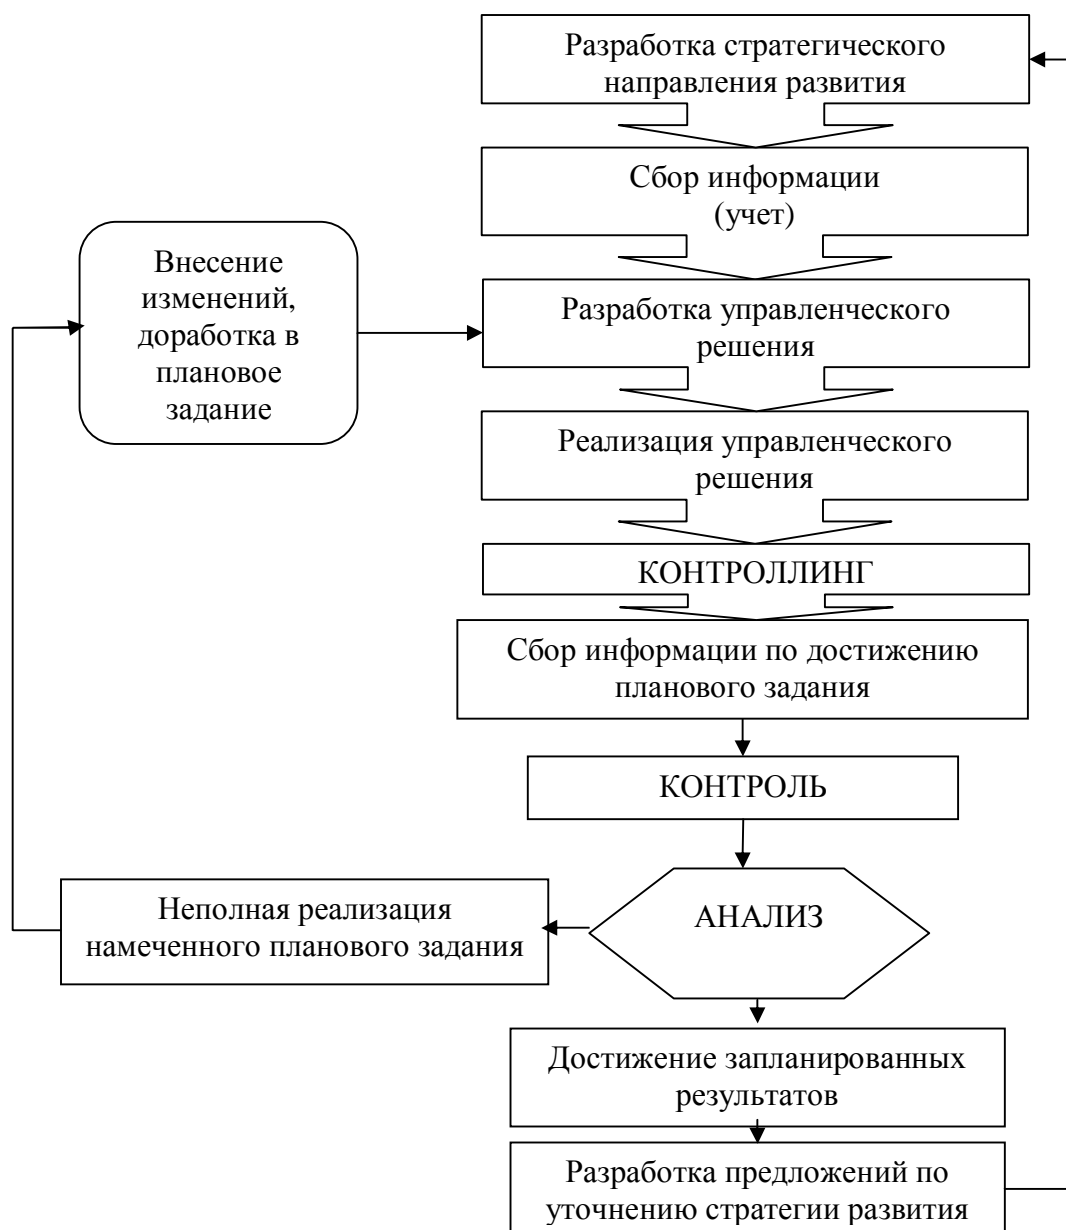 Разработка стратегического
направления развития
Сбор информации
(учет)
Внесение
изменений,
доработка в
плановое
задание
Разработка управленческого
решения
Реализация управленческого
решения
КОНТРОЛЛИНГ
Сбор информации по достижению
планового задания
КОНТРОЛЬ
АНАЛИЗ
Неполная реализация
намеченного планового задания
Достижение запланированных
результатов
Разработка предложений по
уточнению стратегии развития